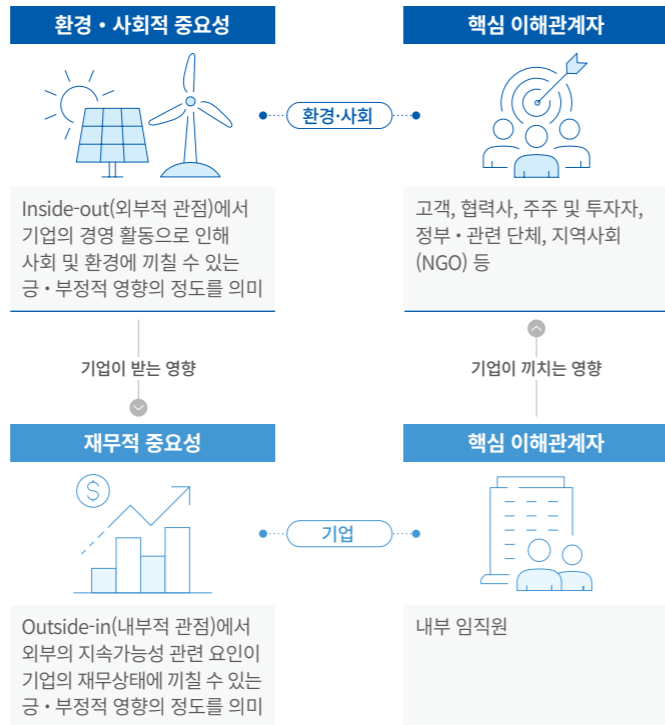 환경 • 사회적 중요성
핵심 이해관계자
환경·사회
Inside-out(외부적 관점)에서
기업의 경영 활동으로 인해
사회 및 환경에 끼칠 수 있는
긍 • 부정적 영향의 정도를 의미
고객, 협력사, 주주 및 투자자,
정부 • 관련 단체, 지역사회
(NGO) 등
기업이 받는 영향
기업이 끼치는 영향
재무적 중요성
핵심 이해관계자
$
기업
Outside-in(내부적 관점)에서
외부의 지속가능성 관련 요인이
기업의 재무상태에 끼칠 수 있는
긍 • 부정적 영향의 정도를 의미
내부 임직원